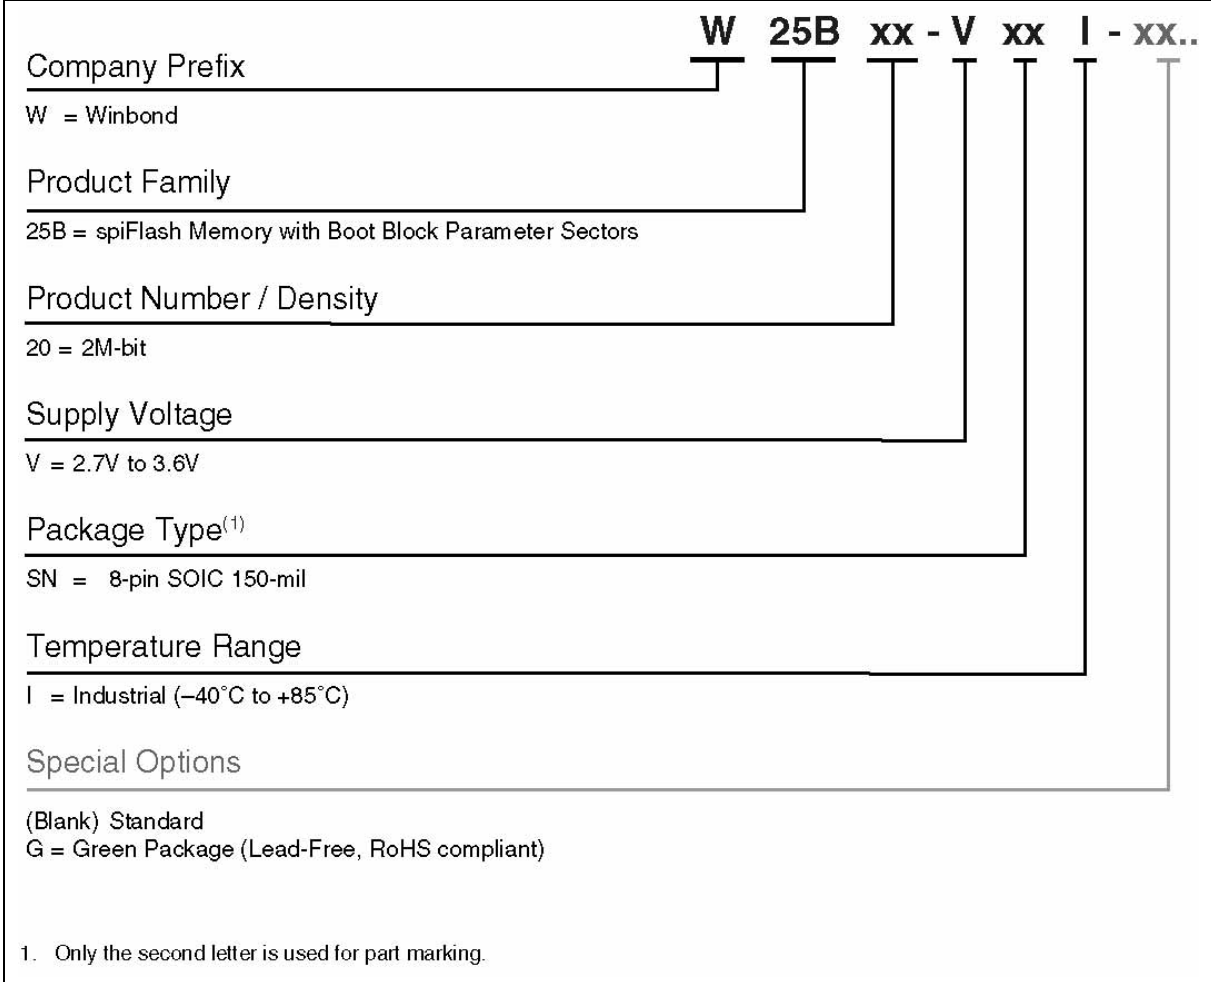 W 25B xx - V xx I - xx..
Company Prefix
W = Winbond
Product Family
25B = spiFlash Memory with Boot Block Parameter Sectors
Product Number / Density
20 = 2M-bit
Supply Voltage
V = 2.7V to 3.6V
Package Type(1)
SN = 8-pin SOIC 150-mil
Temperature Range
I = Industrial (–40°C to +85°C)
Special Options
(Blank) Standard
G = Green Package (Lead-Free, RoHS compliant)
1. Only the second letter is used for part marking.